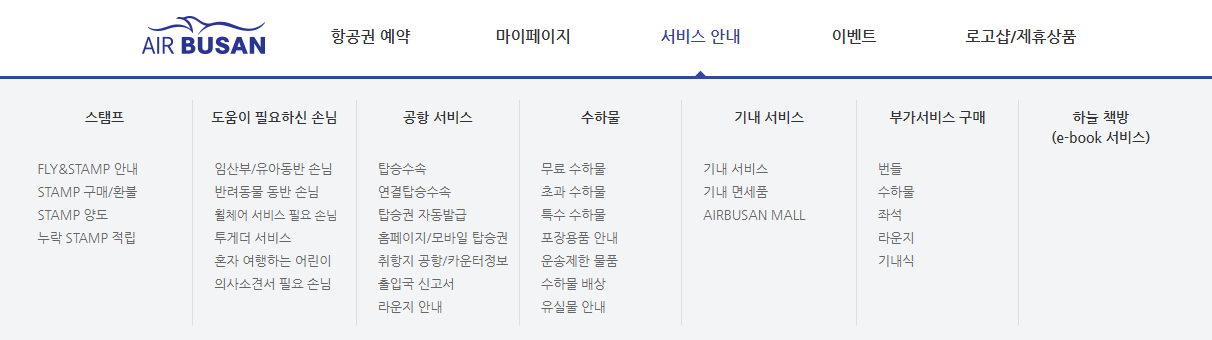 AIR BUSAN
항공권 예약
마이페이지
서비스 안내
이벤트
로고샵/제휴상품
스탬프
FLY&STAMP 안내
STAMP 구매/환불
STAMP 양도
누락 STAMP 적립
도움이 필요하신 손님
임산부/유아동반 손님
반려동물 동반 손님
휠체어 서비스 필요 손님
투게더 서비스
혼자 여행하는 어린이
의사소견서 필요 손님
공항 서비스
탑승수속
연결탑승수속
탑승권 자동발급
홈페이지/모바일 탑승권
취항지 공항/카운터정보
출입국 신고서
라운지 안내
수하물
무료 수하물
초과 수하물
특수 수하물
포장용품 안내
운송제한 물품
수하물 배상
유실물 안내
기내 서비스
기내 서비스
기내 면세품
AIRBUSAN MALL
부가서비스 구매
번들
수하물
좌석
라운지
기내식
하늘 책방
(e-book 서비스)